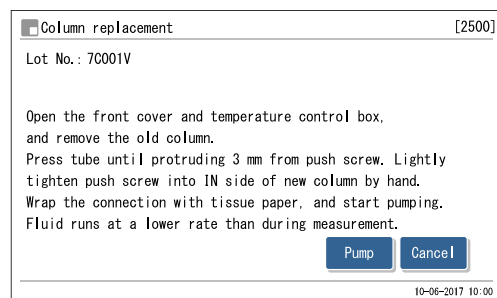 Column replacement [2500]
Lot No.: 7C001V
Open the front cover and temperature control box,
and remove the old column.
Press tube until protruding 3 mm from push screw. Lightly
tighten push screw into IN side of new column by hand.
Wrap the connection with tissue paper, and start pumping.
Fluid runs at a lower rate than during measurement.
Pump Cancel
10-06-2017 10:00